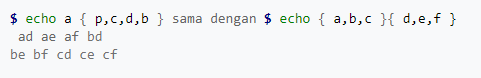 $ echo a { p,c,d,b } sama dengan $ echo { a,b,c }{ d,e,f }
ad ae af bd
be bf cd ce cf